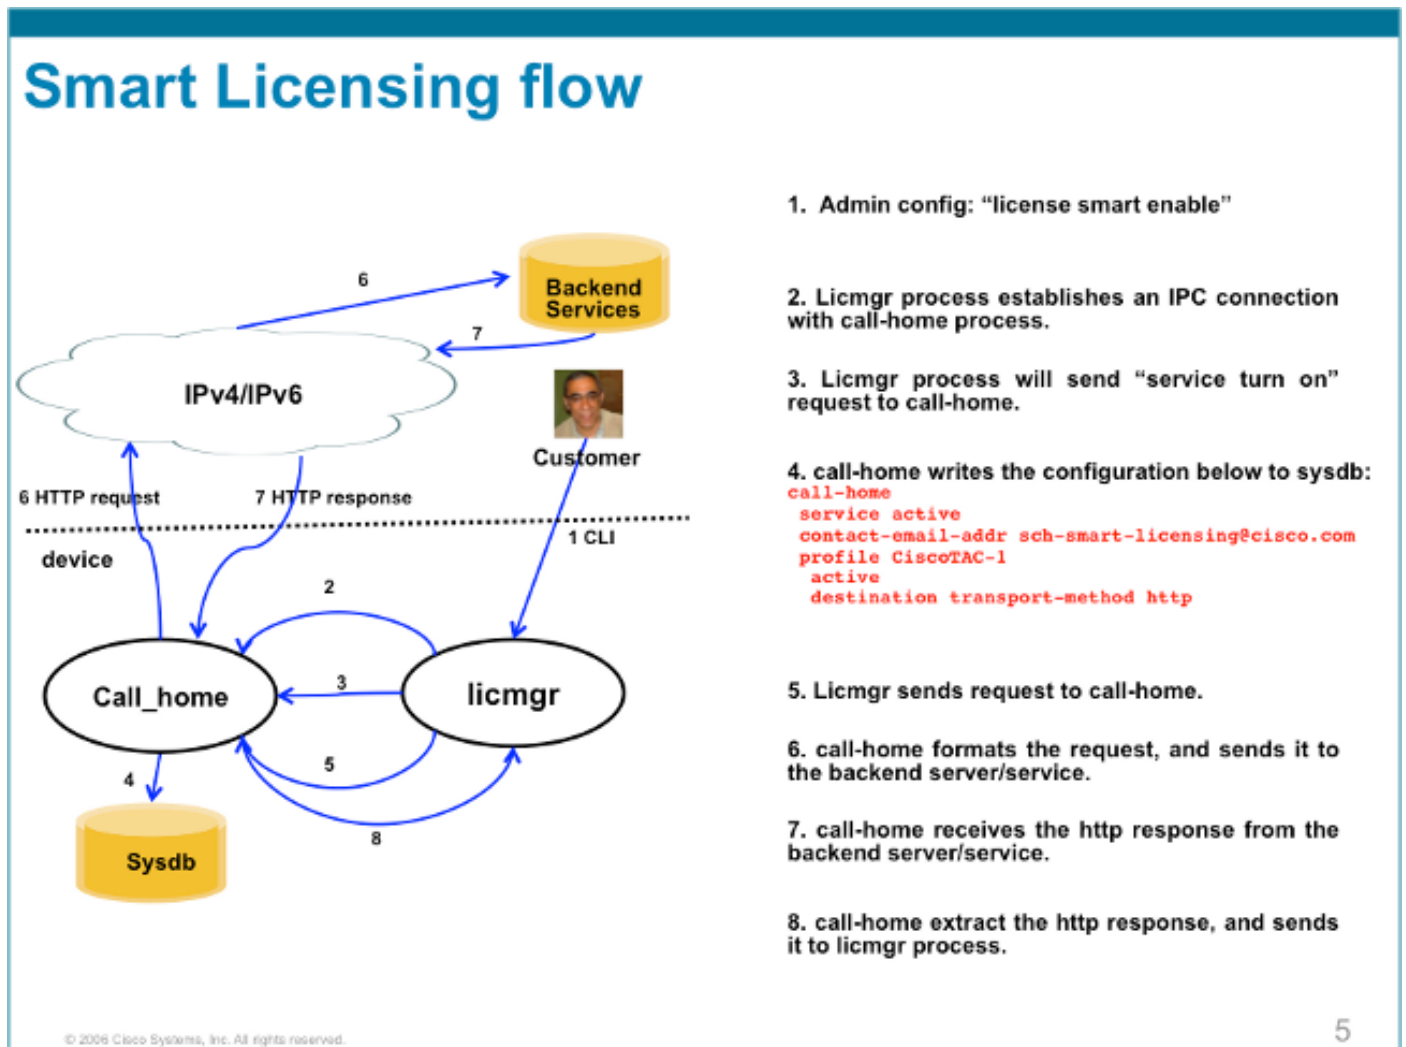 Smart Licensing flow
6
Backend
Services
7
IPv4/IPv6
Customer
6 HTTP request
7 HTTP response
1 CLI
device
2
Call_home
3
licmgr
5
4
8
Sysdb
1. Admin config: “license smart enable”
2. Licmgr process establishes an IPC connection
with call-home process.
3. Licmgr process will send “service turn on”
request to call-home.
4. call-home writes the configuration below to sysdb:
call-home
service active
contact-email-addr sch-smart-licensing@cisco.com
profile CiscoTAC-1
active
destination transport-method http
5. Licmgr sends request to call-home.
6. call-home formats the request, and sends it to
the backend server/service.
7. call-home receives the http response from the
backend server/service.
8. call-home extract the http response, and sends
it to licmgr process.
© 2006 Cisco Systems, Inc. All rights reserved.
5